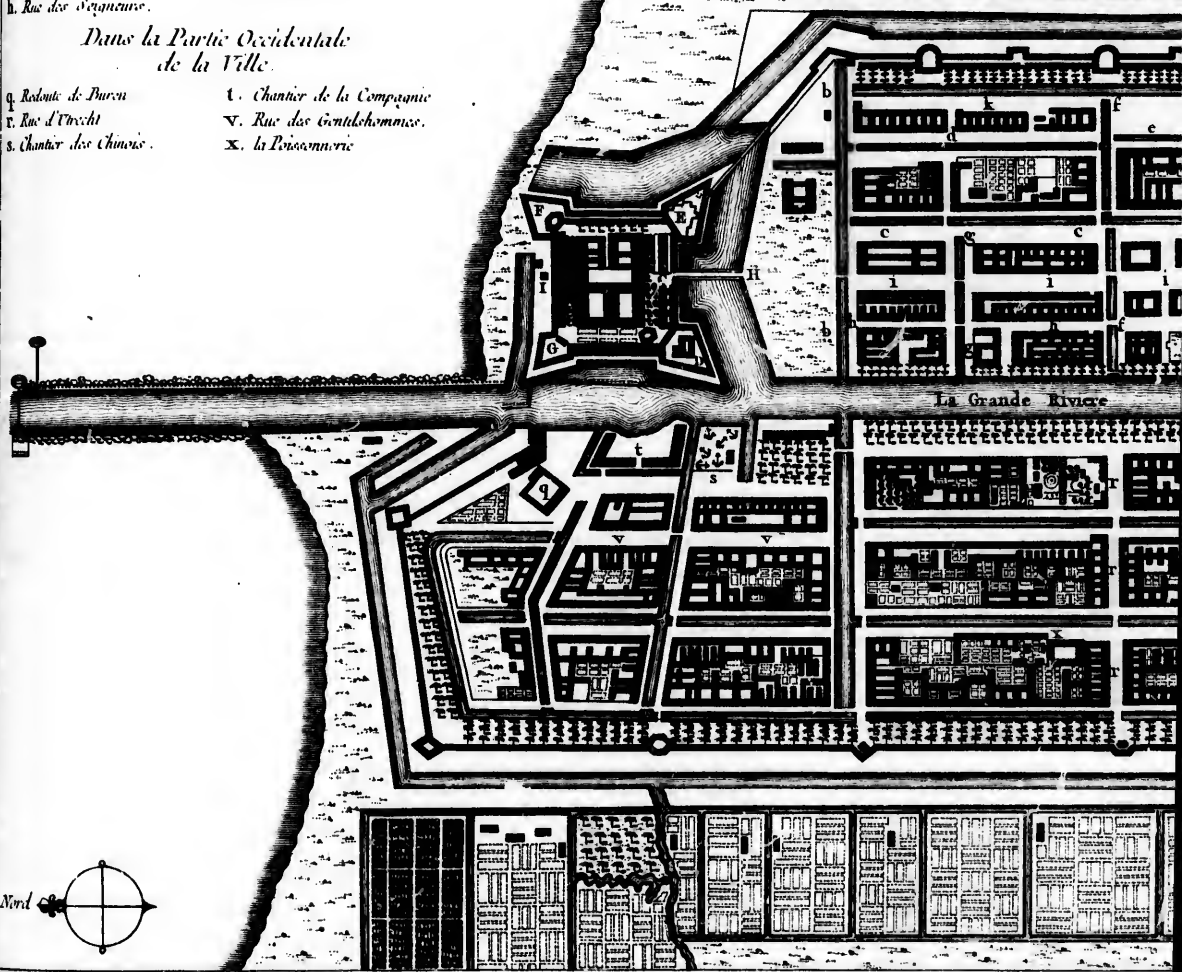 h. Rue des Seigneurs.
Dans la Partie Occidentale
de la Ville.
q Redoute de Buren
r. Rue d'Utrecht
s. Chantier des Chinois.
t. Chantier de la Compagnie
v. Rue des Gentilshommes.
x. la Poissonnerie
b
k
f
d
e
F
E
c
g
c
A
H
I
i
i
i
b
h
h
f
G
g
La Grande Riviere
t
s
q
r
v
v
r
x
r
Nord